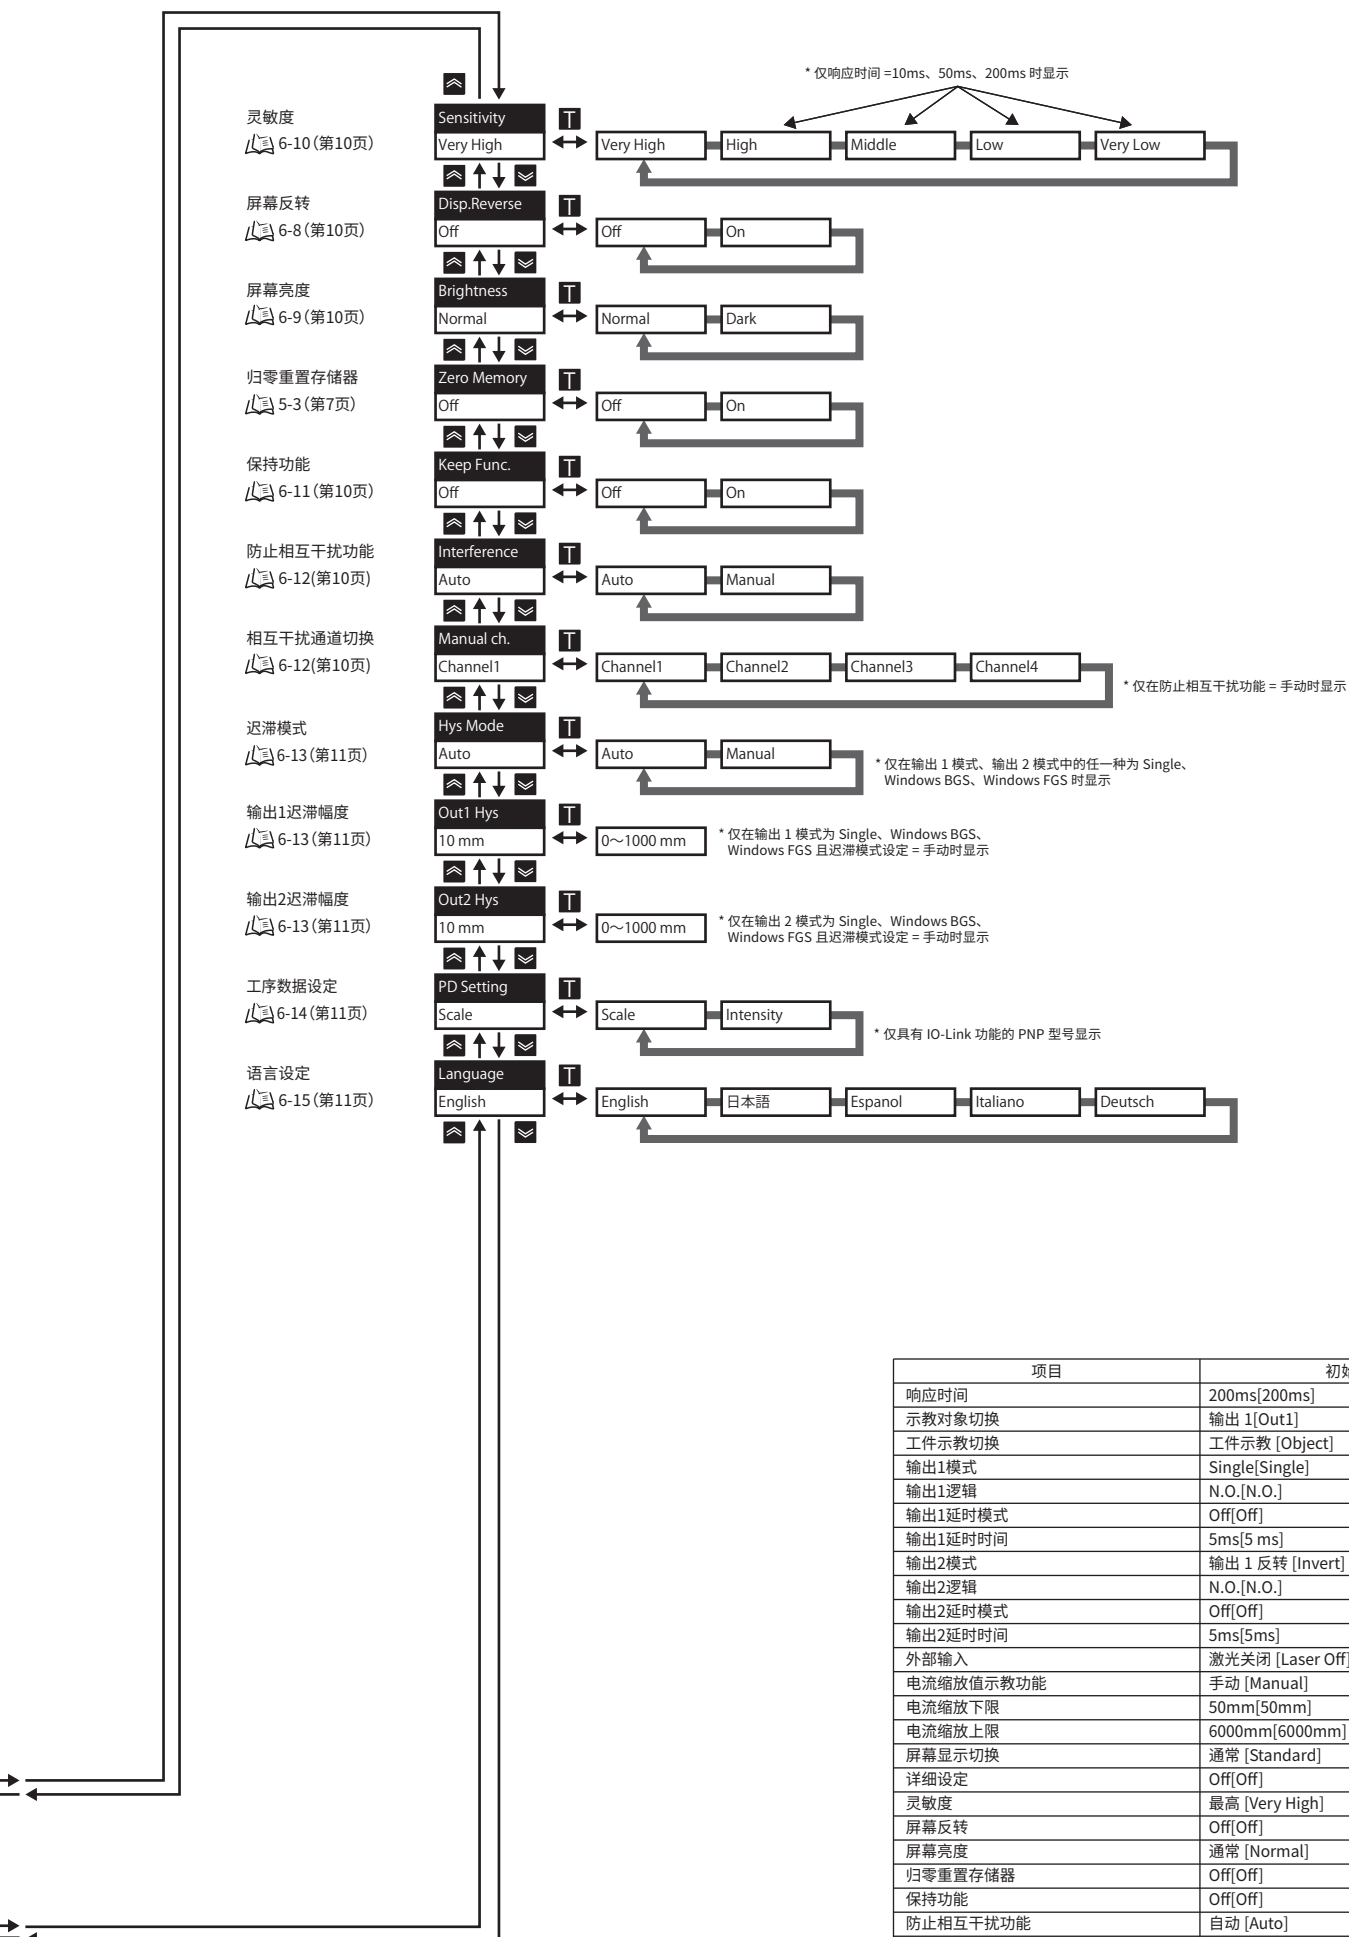 * 仅响应时间 =10ms、50ms、200ms 时显示
灵敏度
6-10（第10页）
Sensitivity
Very High
T
Very High
High
Middle
Low
Very Low
屏幕反转
6-8（第10页）
Disp.Reverse
Off
T
Off
On
屏幕亮度
6-9（第10页）
Brightness
Normal
T
Normal
Dark
归零重置存储器
5-3（第7页）
Zero Memory
Off
T
Off
On
保持功能
6-11（第10页）
Keep Func.
Off
T
Off
On
防止相互干扰功能
6-12(第10页)
Interference
Auto
T
Auto
Manual
相互干扰通道切换
6-12(第10页)
Manual ch.
Channel1
T
Channel1
Channel2
Channel3
Channel4
* 仅在防止相互干扰功能 = 手动时显示
迟滞模式
6-13（第11页）
Hys Mode
Auto
T
Auto
Manual
* 仅在输出 1 模式、输出 2 模式中的任一种为 Single、
Windows BGS、Windows FGS 时显示
输出1迟滞幅度
6-13（第11页）
Out1 Hys
10 mm
T
0～1000 mm
* 仅在输出 1 模式为 Single、Windows BGS、
Windows FGS 且迟滞模式设定 = 手动时显示
输出2迟滞幅度
6-13（第11页）
Out2 Hys
10 mm
T
0～1000 mm
* 仅在输出 2 模式为 Single、Windows BGS、
Windows FGS 且迟滞模式设定 = 手动时显示
工序数据设定
6-14（第11页）
PD Setting
Scale
T
Scale
Intensity
* 仅具有 IO-Link 功能的 PNP 型号显示
语言设定
6-15（第11页）
Language
English
T
English
日本語
Espanol
Italiano
Deutsch
项目 初始
响应时间 200ms[200ms]
示教对象切换 输出 1[Out1]
工件示教切换 工件示教 [Object]
输出1模式 Single[Single]
输出1逻辑 N.O.[N.O.]
输出1延时模式 Off[Off]
输出1延时时间 5ms[5 ms]
输出2模式 输出 1 反转 [Invert]
输出2逻辑 N.O.[N.O.]
输出2延时模式 Off[Off]
输出2延时时间 5ms[5ms]
外部输入 激光关闭 [Laser Off]
电流缩放值示教功能 手动 [Manual]
电流缩放下限 50mm[50mm]
电流缩放上限 6000mm[6000mm]
屏幕显示切换 通常 [Standard]
详细设定 Off[Off]
灵敏度 最高 [Very High]
屏幕反转 Off[Off]
屏幕亮度 通常 [Normal]
归零重置存储器 Off[Off]
保持功能 Off[Off]
防止相互干扰功能 自动 [Auto]